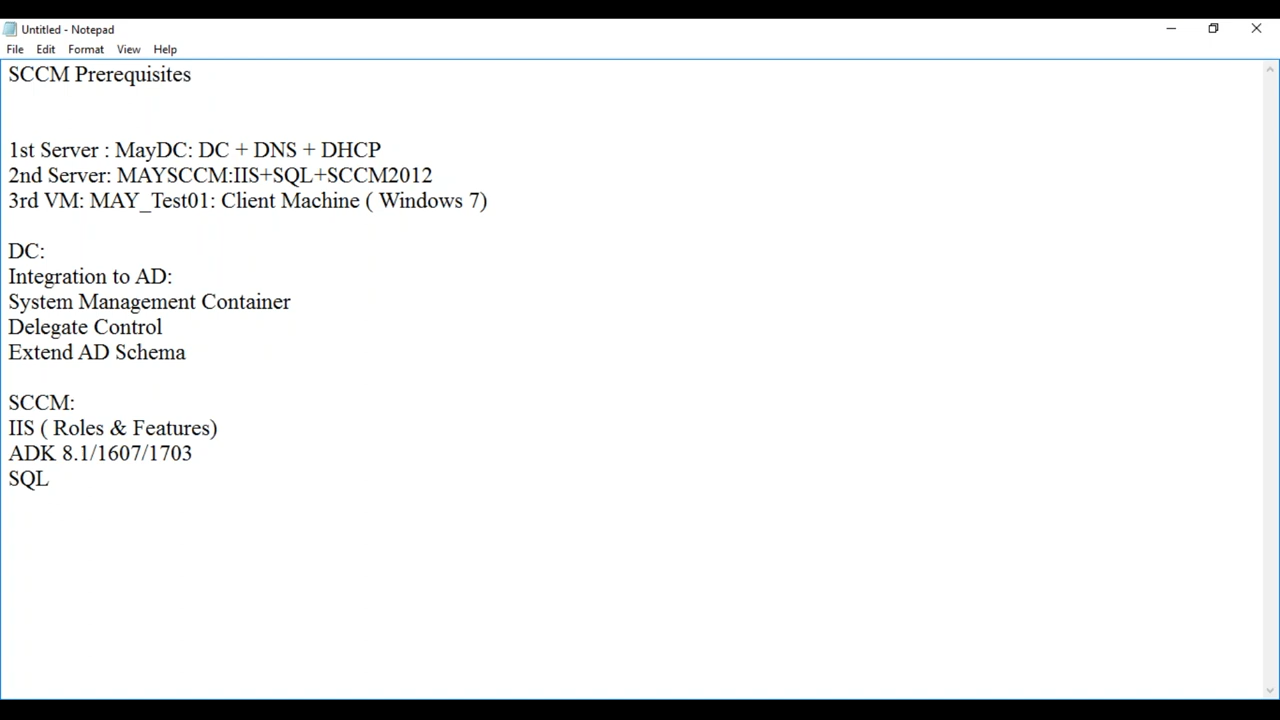 Untitled - Notepad
File Edit Format View Help
SCCM Prerequisites
1st Server : MayDC: DC + DNS + DHCP
2nd Server: MAYSCCM:IIS+SQL+SCCM2012
3rd VM: MAY_Test01: Client Machine ( Windows 7)
DC:
Integration to AD:
System Management Container
Delegate Control
Extend AD Schema
SCCM:
IIS ( Roles & Features)
ADK 8.1/1607/1703
SQL